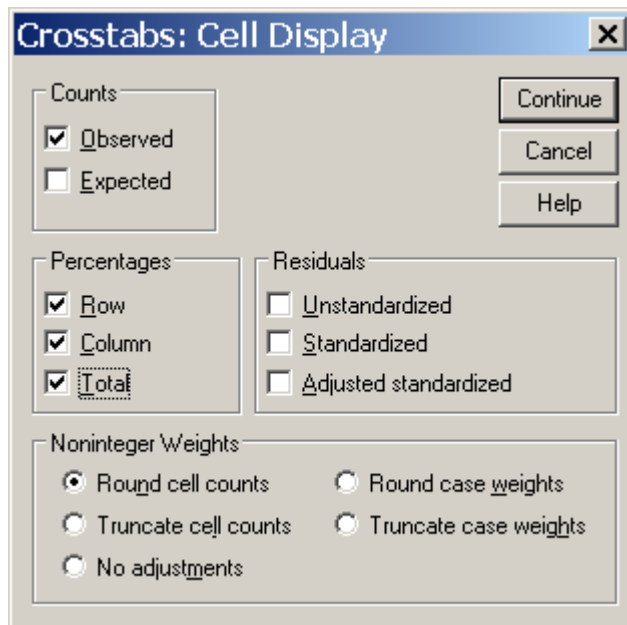 Crosstabs: Cell Display
Counts
Observed
Expected
Continue
Cancel
Help
Percentages
Row
Column
Total
Residuals
Unstandardized
Standardized
Adjusted standardized
Noninteger Weights
Round cell counts
Round case weights
Truncate cell counts
Truncate case weights
No adjustments